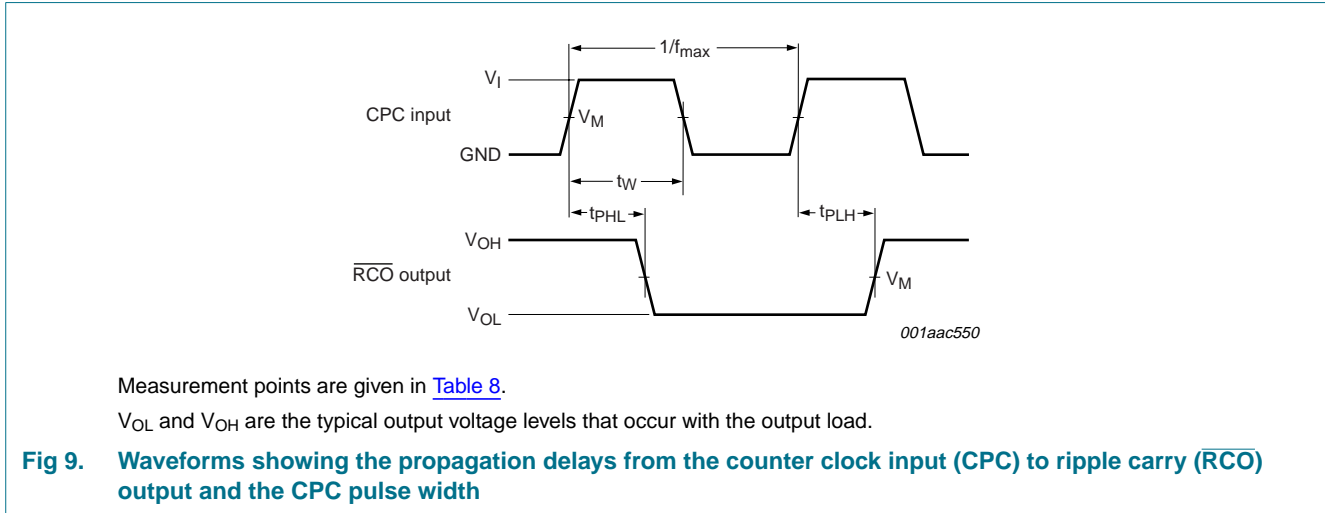 1/fmax
VI
CPC input
VM
GND
tW
tPHL
tPLH
VOH
RCO output
VM
VOL
001aac550
Measurement points are given in Table 8.
VOL and VOH are the typical output voltage levels that occur with the output load.
Fig 9. Waveforms showing the propagation delays from the counter clock input (CPC) to ripple carry (RCO)
output and the CPC pulse width